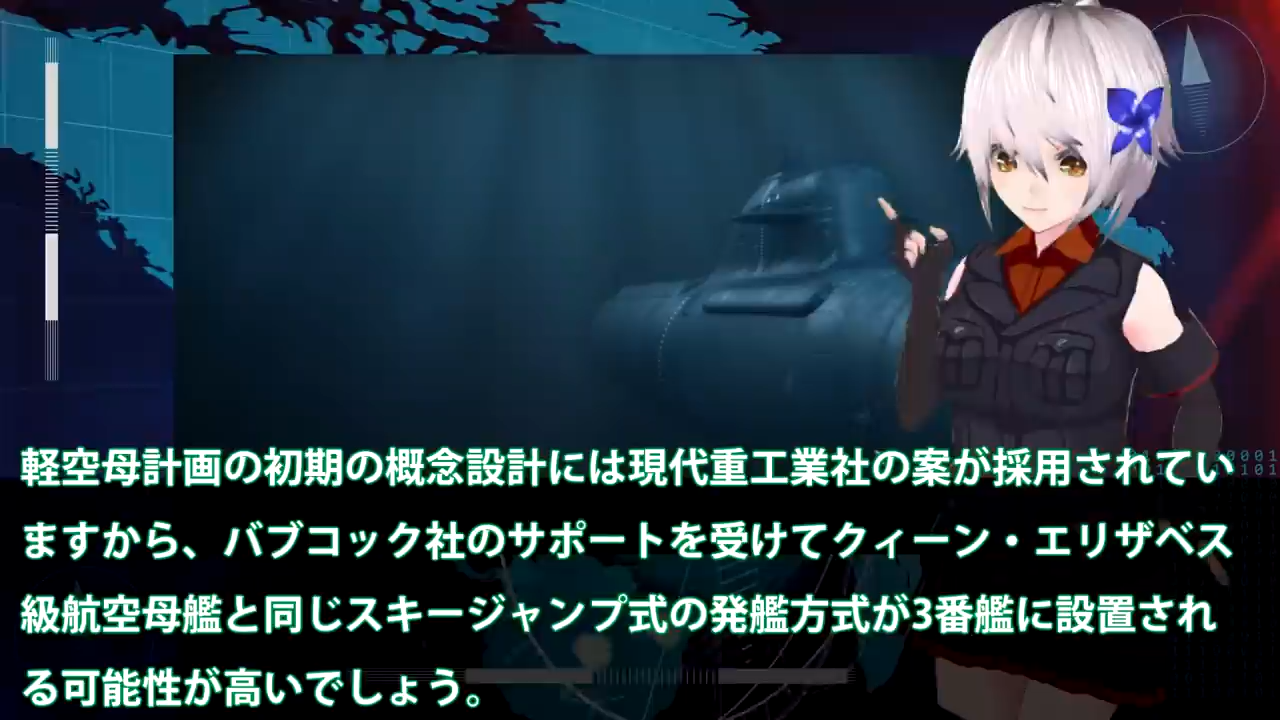 軽空母計画の初期の概念設計には現代重工業社の案が採用されてい
ますから、バブコック社のサポートを受けてクィーン・エリザベス
級航空母艦と同じスキージャンプ式の発艦方式が3番艦に設置され
る可能性が高いでしょう。